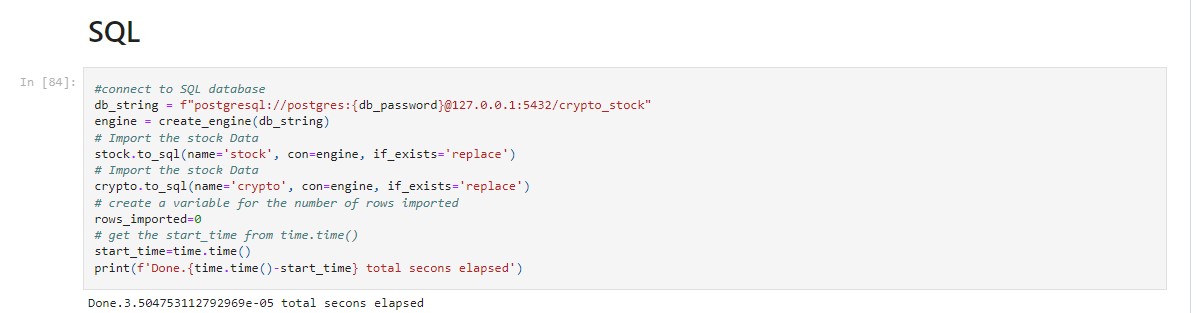 SQL
In [84]:
#connect to SQL database
db_string = f"postgresql://postgres:{db_password}@127.0.0.1:5432/crypto_stock"
engine = create_engine(db_string)
# Import the stock Data
stock.to_sql(name='stock', con=engine, if_exists='replace')
# Import the stock Data
crypto.to_sql(name='crypto', con=engine, if_exists='replace')
# create a variable for the number of rows imported
rows_imported=0
# get the start_time from time.time()
start_time=time.time()
print(f'Done.{time.time()-start_time} total secons elapsed')
Done.3.504753112792969e-05 total secons elapsed